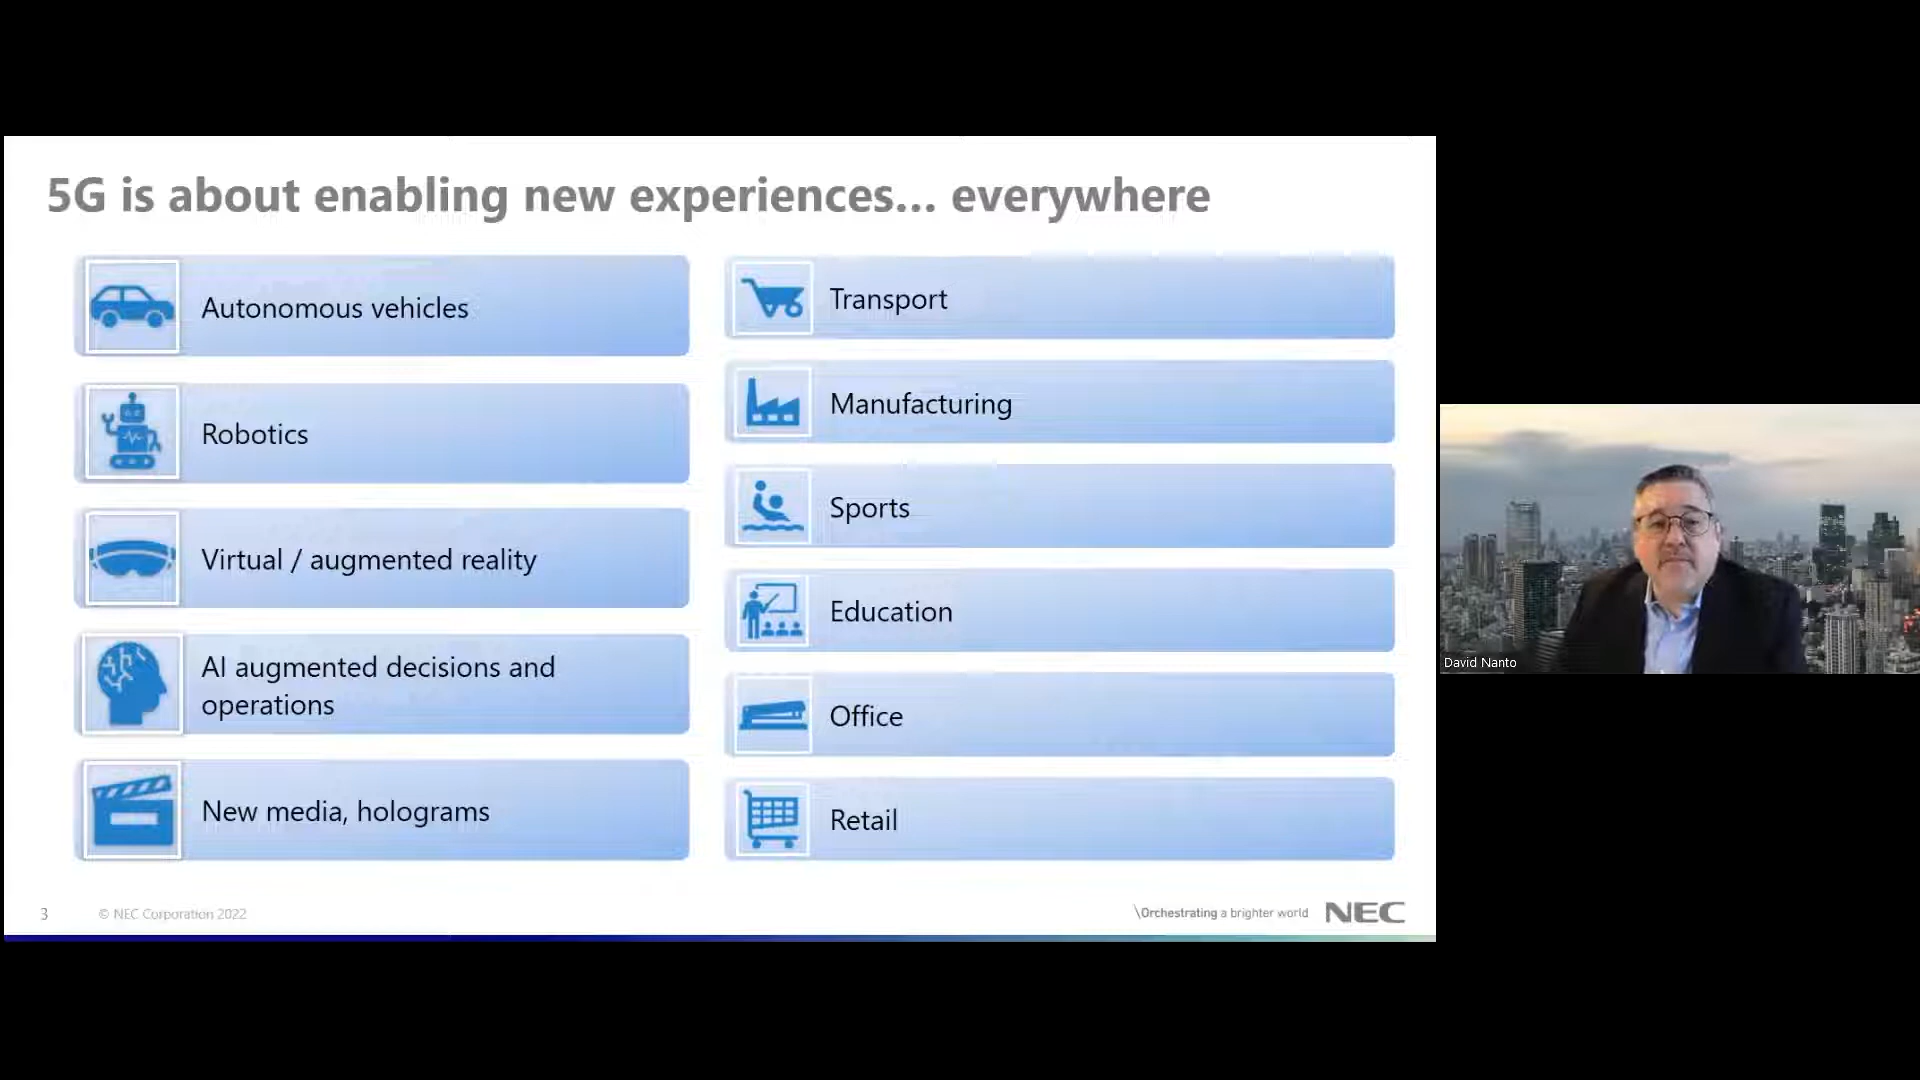 5G is about enabling new experiences... everywhere
Autonomous vehicles
Robotics
Virtual / augmented reality
AI augmented decisions and
operations
New media, holograms
Transport
Manufacturing
Sports
Education
Office
Retail
3
© NEC Corporation 2022
\Orchestrating a brighter world
NEC
David Nanto